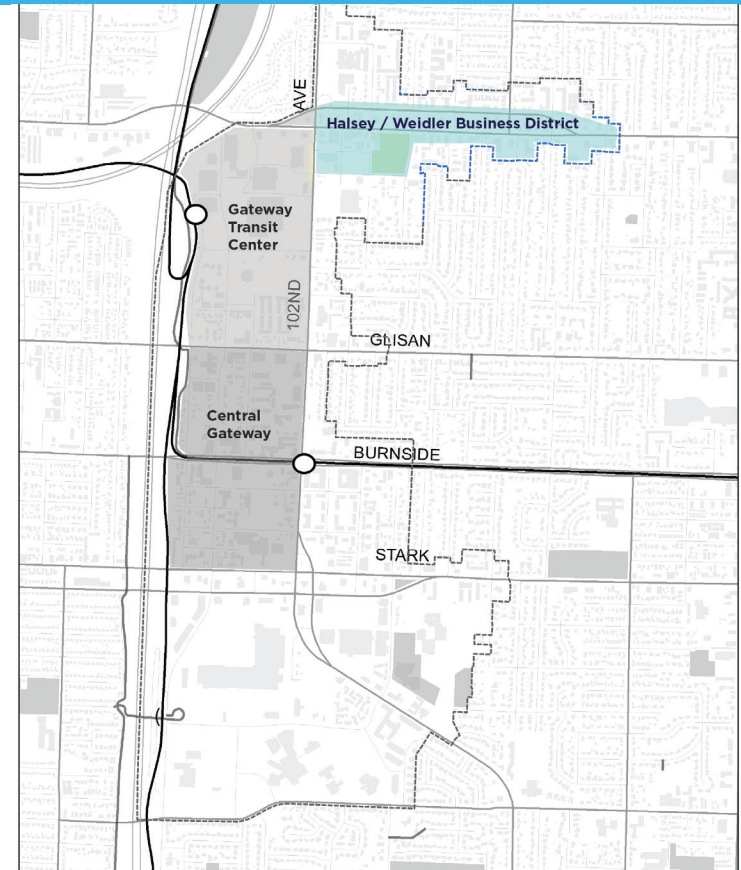 AVE
Halsey / Weidler Business District
Gateway
Transit
Center
102ND
GLISAN
Central
Gateway
BURNSIDE
STARK